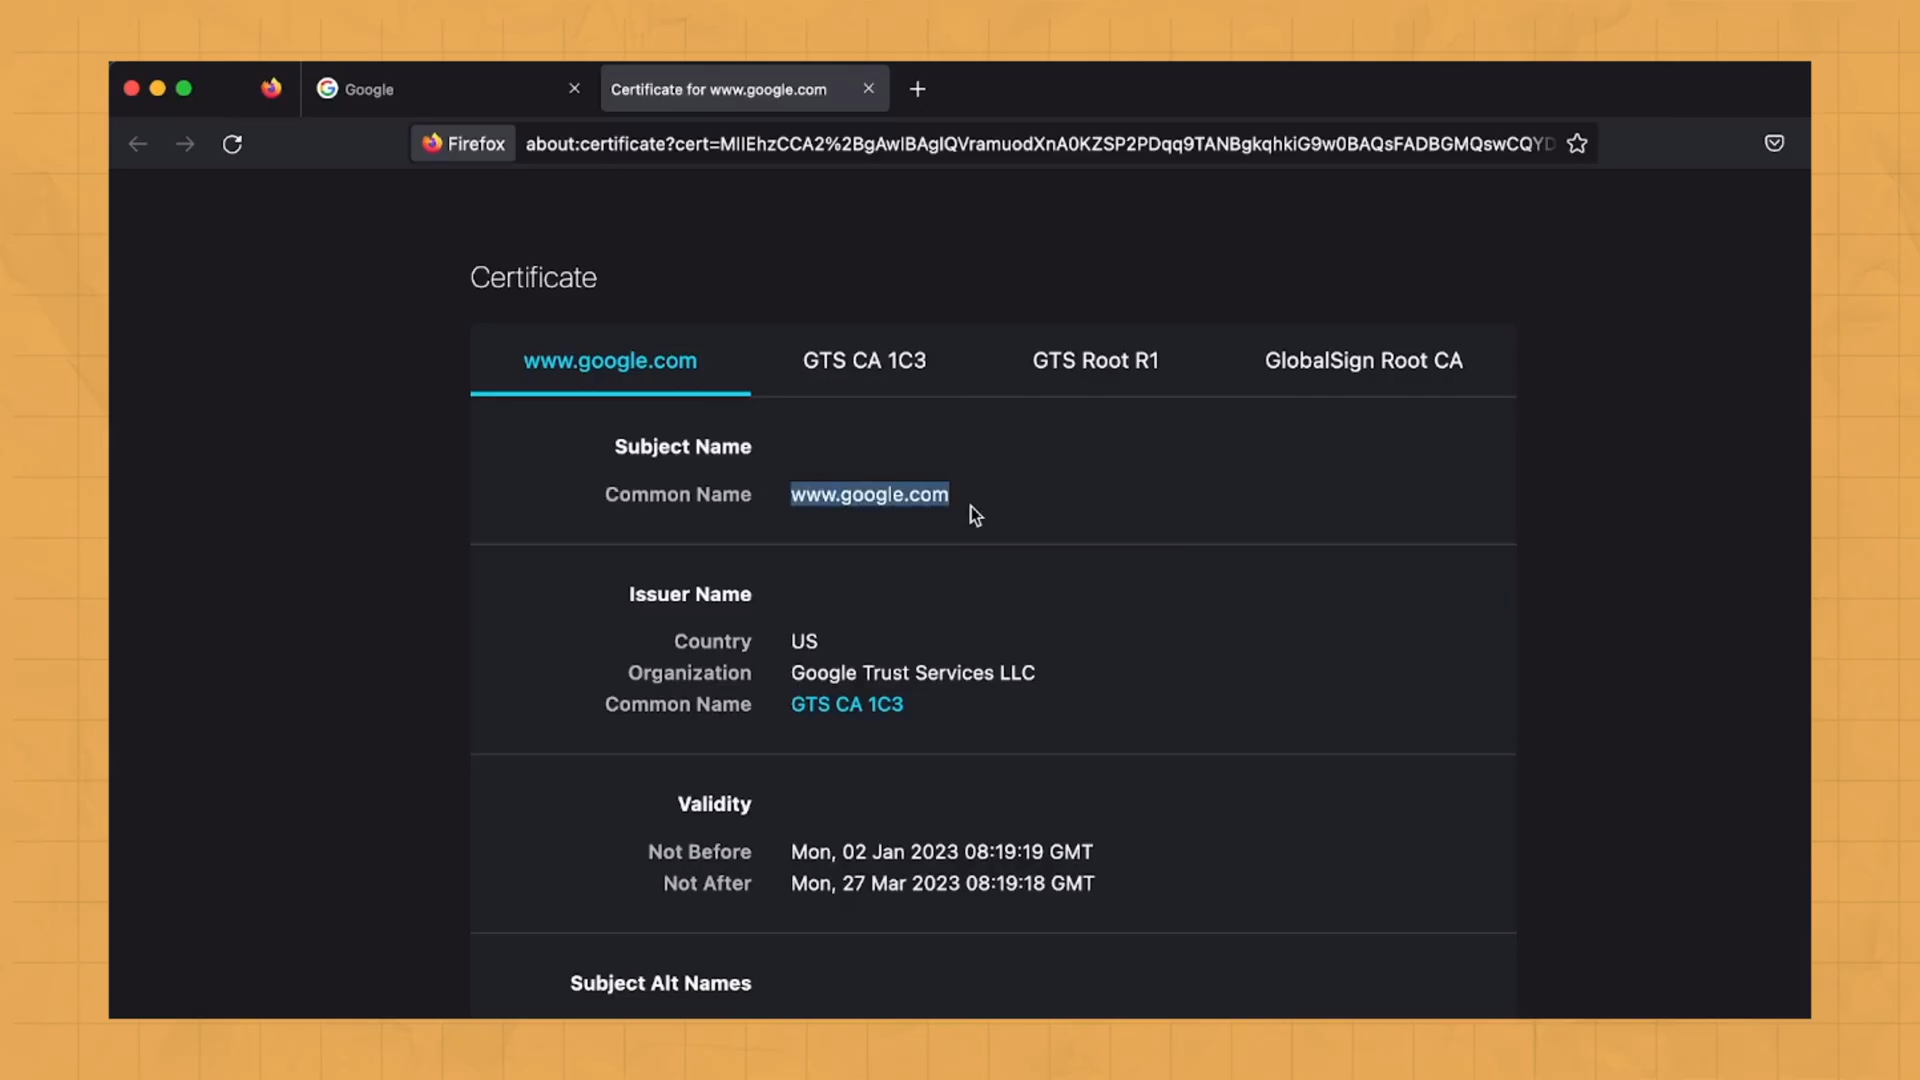 Google
Certificate for www.google.com
Firefox about:certificate?cert=MIIEhzCCA2%2BgAwIBAgIQVramuodXnA0KZSP2PDqq9TANBgkqhkiG9w0BAQsFADBGMQswCQYD
Certificate
www.google.com GTS CA 1C3 GTS Root R1 GlobalSign Root CA
Subject Name
Common Name www.google.com
Issuer Name
Country US
Organization Google Trust Services LLC
Common Name GTS CA 1C3
Validity
Not Before Mon, 02 Jan 2023 08:19:19 GMT
Not After Mon, 27 Mar 2023 08:19:18 GMT
Subject Alt Names